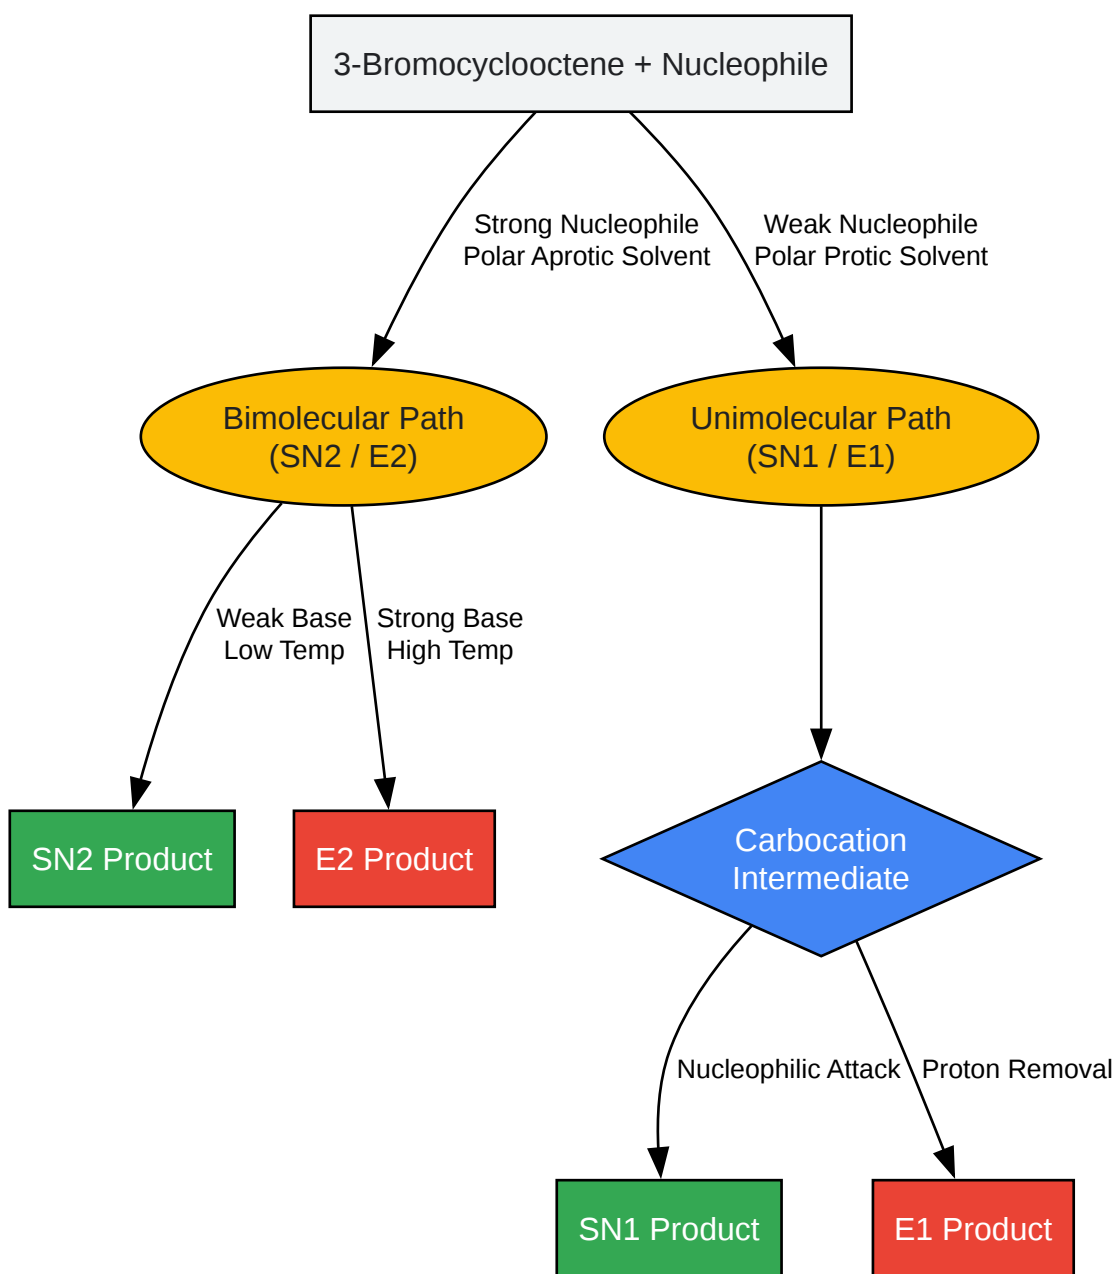 3-Bromocyclooctene + Nucleophile
Strong Nucleophile
Polar Aprotic Solvent
Weak Nucleophile
Polar Protic Solvent
Bimolecular Path
(SN2 / E2)
Unimolecular Path
(SN1 / E1)
Weak Base
Low Temp
Strong Base
High Temp
SN2 Product
E2 Product
Carbocation
Intermediate
Nucleophilic Attack
Proton Removal
SN1 Product
E1 Product